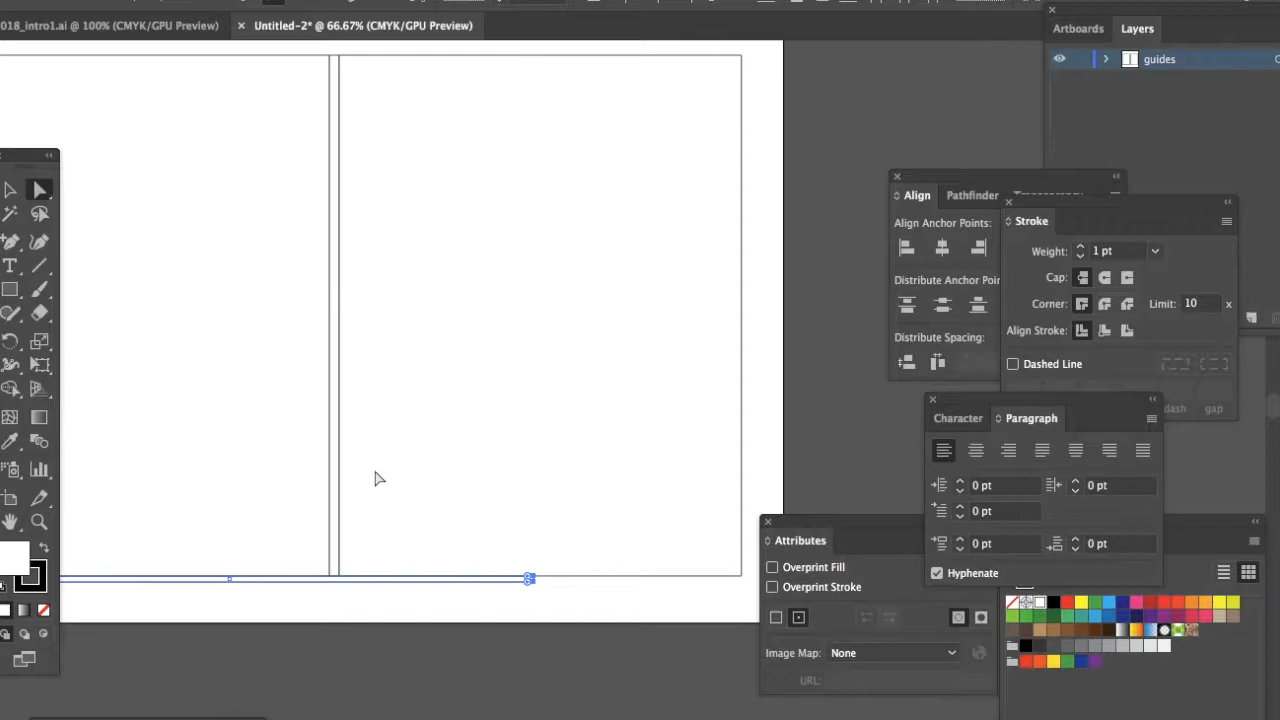 018_intro1.ai @ 100% (CMYK/GPU Preview)
× Untitled-2* @ 66.67% (CMYK/GPU Preview)
Artboards Layers
guides
Align Pathfinder Transparency
Align Anchor Points:
Distribute Anchor Poin
Distribute Spacing:
Stroke
Weight: 1 pt
Cap:
Corner: Limit: 10 x
Align Stroke:
Dashed Line
dash gap
Character Paragraph
0 pt 0 pt
0 pt
0 pt 0 pt
Hyphenate
Attributes
Overprint Fill
Overprint Stroke
Image Map: None
URL: